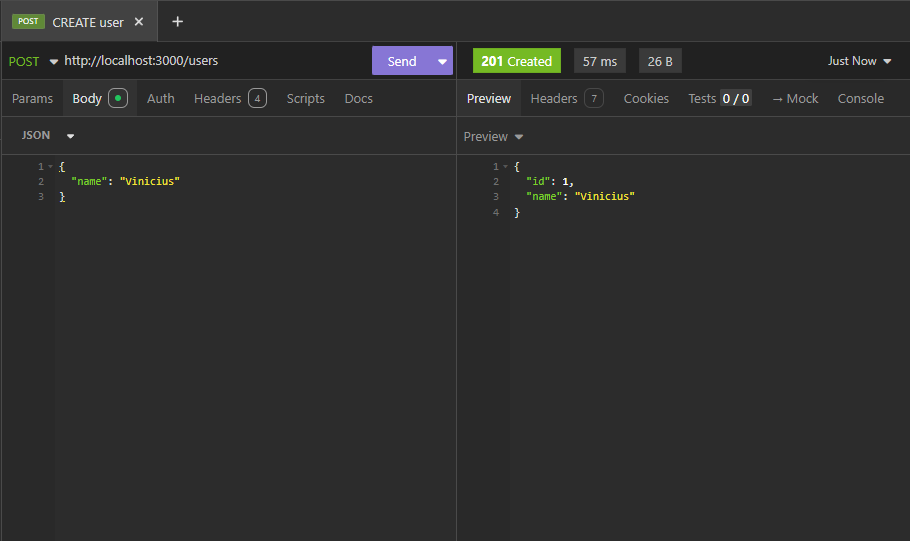 POST CREATE user × +
POST http://localhost:3000/users Send
201 Created 57 ms 26 B Just Now
Params Body Auth Headers 4 Scripts Docs
Preview Headers 7 Cookies Tests 0 / 0 → Mock Console
JSON
Preview
1 {
2 "name": "Vinicius"
3 }
1 {
2 "id": 1,
3 "name": "Vinicius"
4 }